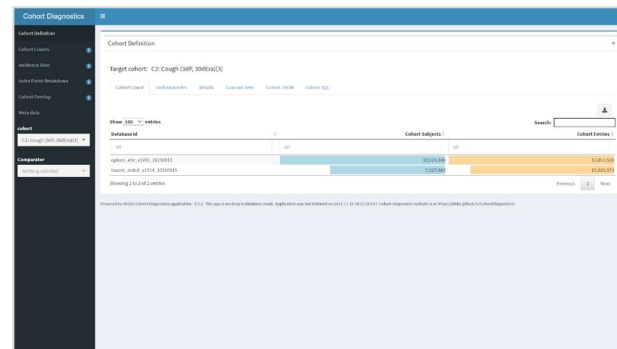 Cohort Diagnostics
Cohort Definition
Cohort Counts
Incidence Rate
Index Event Breakdown
Cohort Overlap
Meta data
cohort
C2: Cough (3dP, 30dEra)(3)
Comparator
Nothing selected
Cohort Definition
Target cohort: C2: Cough (3dP, 30dEra)(3)
Cohort Count Inclusion rules Details Concept Sets Cohort JSON Cohort SQL
Show 100 entries
Search:
Database Id Cohort Subjects Cohort Entries
All All All
Showing 1 to 2 of 2 entries
Previous 1 Next